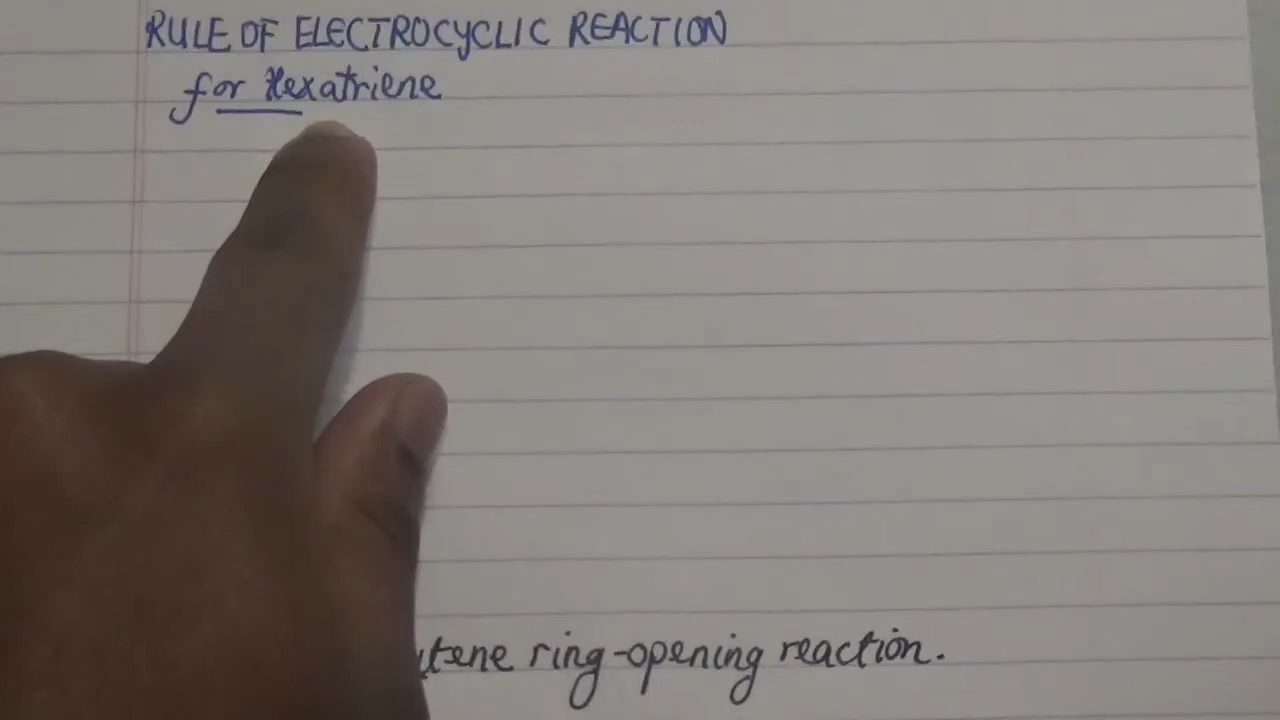 RULE OF ELECTROCYCLIC REACTION
for Hexatriene
ring-opening reaction.